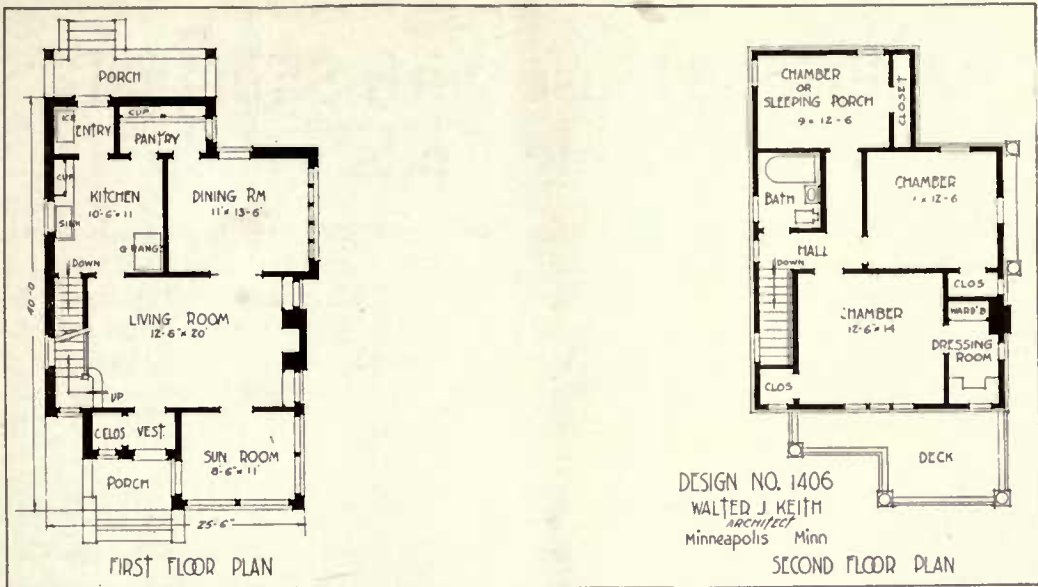 PORCH
ICE
ENTRY
CUP
PANTRY
CUP
KITCHEN
10'-6" x 11
SINK
DINING RM
11' x 13-6"
RANGE
DOWN
LIVING ROOM
12-6" x 20'
UP
CLOS
VEST.
SUN ROOM
8'-6" x 11'
PORCH
40'-0
25'-6"
FIRST FLOOR PLAN
CHAMBER
OR
SLEEPING PORCH
9 x 12-6
CLOSET
BATH
CHAMBER
x 12-6
HALL
DOWN
CLOS
CHAMBER
12-6" x 14
WARD'B
DRESSING
ROOM
CLOS
DECK
DESIGN NO. 1406
WALTER J. KEITH
ARCHITECT
Minneapolis Minn
SECOND FLOOR PLAN